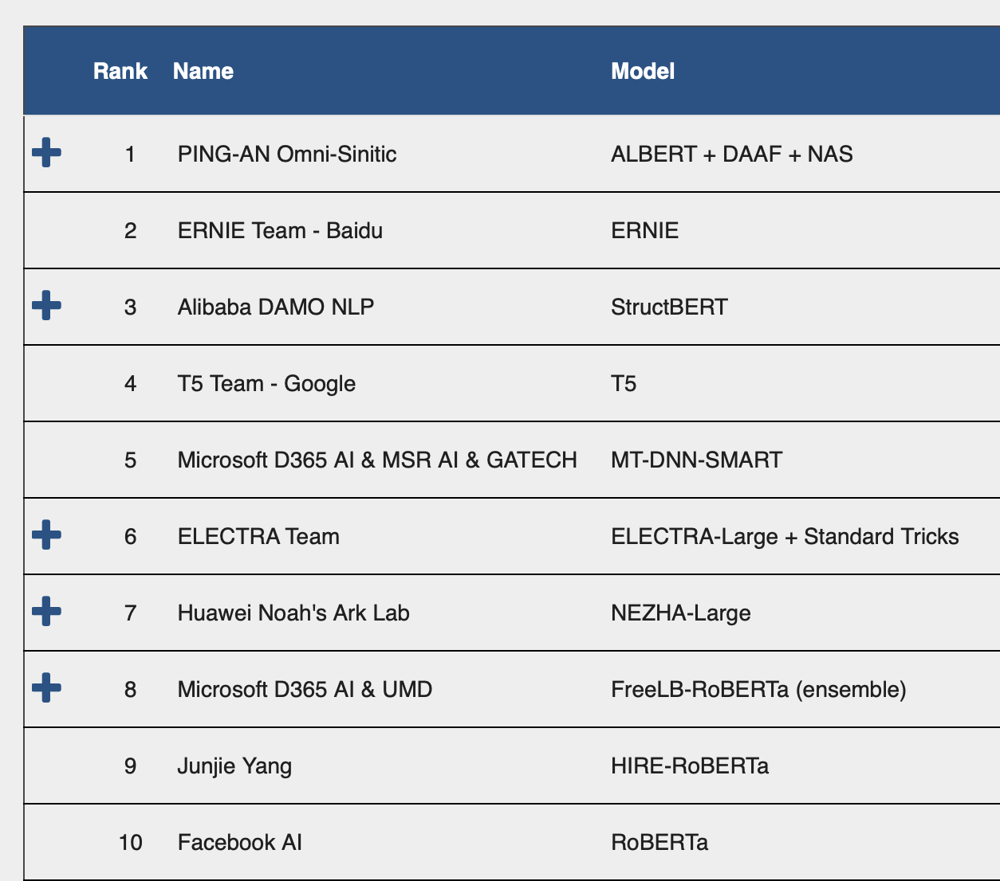 Rank Name Model
1 PING-AN Omni-Sinitic ALBERT + DAAF + NAS
2 ERNIE Team - Baidu ERNIE
3 Alibaba DAMO NLP StructBERT
4 T5 Team - Google T5
5 Microsoft D365 AI & MSR AI & GATECH MT-DNN-SMART
6 ELECTRA Team ELECTRA-Large + Standard Tricks
7 Huawei Noah's Ark Lab NEZHA-Large
8 Microsoft D365 AI & UMD FreeLB-RoBERTa (ensemble)
9 Junjie Yang HIRE-RoBERTa
10 Facebook AI RoBERTa